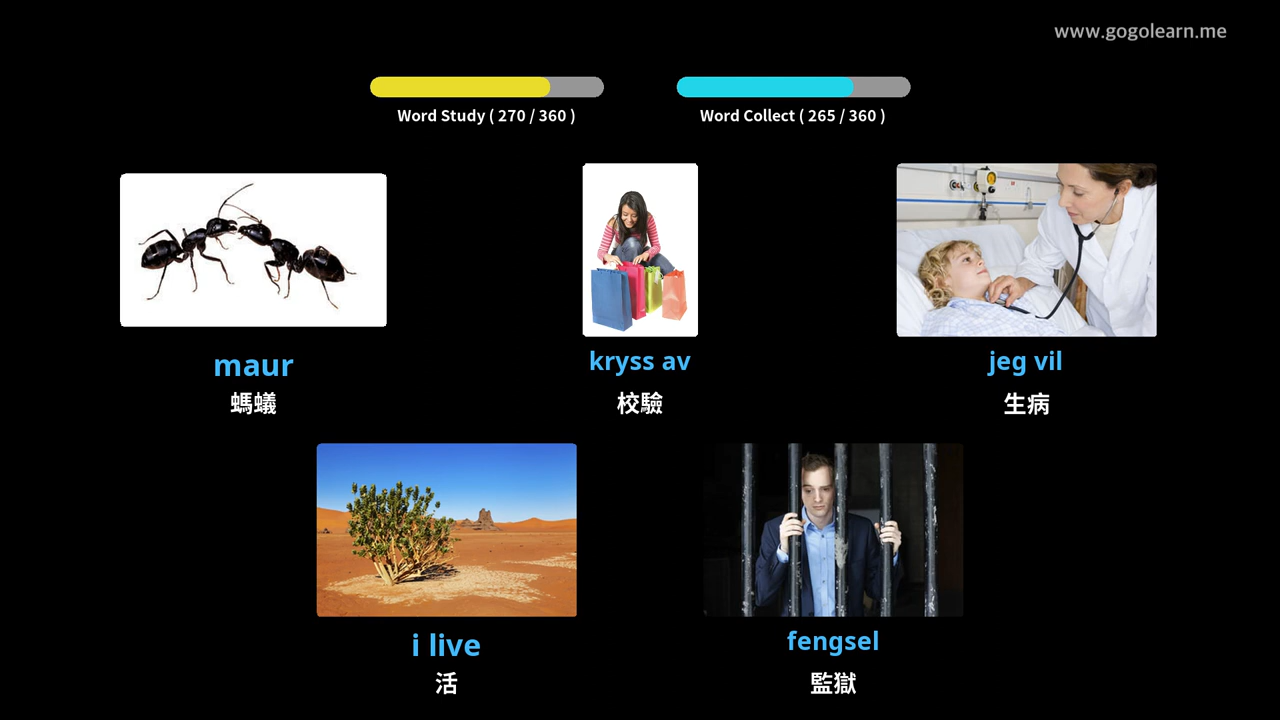 www.gogolearn.me
Word Study ( 270 / 360 )
Word Collect ( 265 / 360 )
maur
螞蟻
kryss av
校驗
jeg vil
生病
i live
活
fengsel
監獄